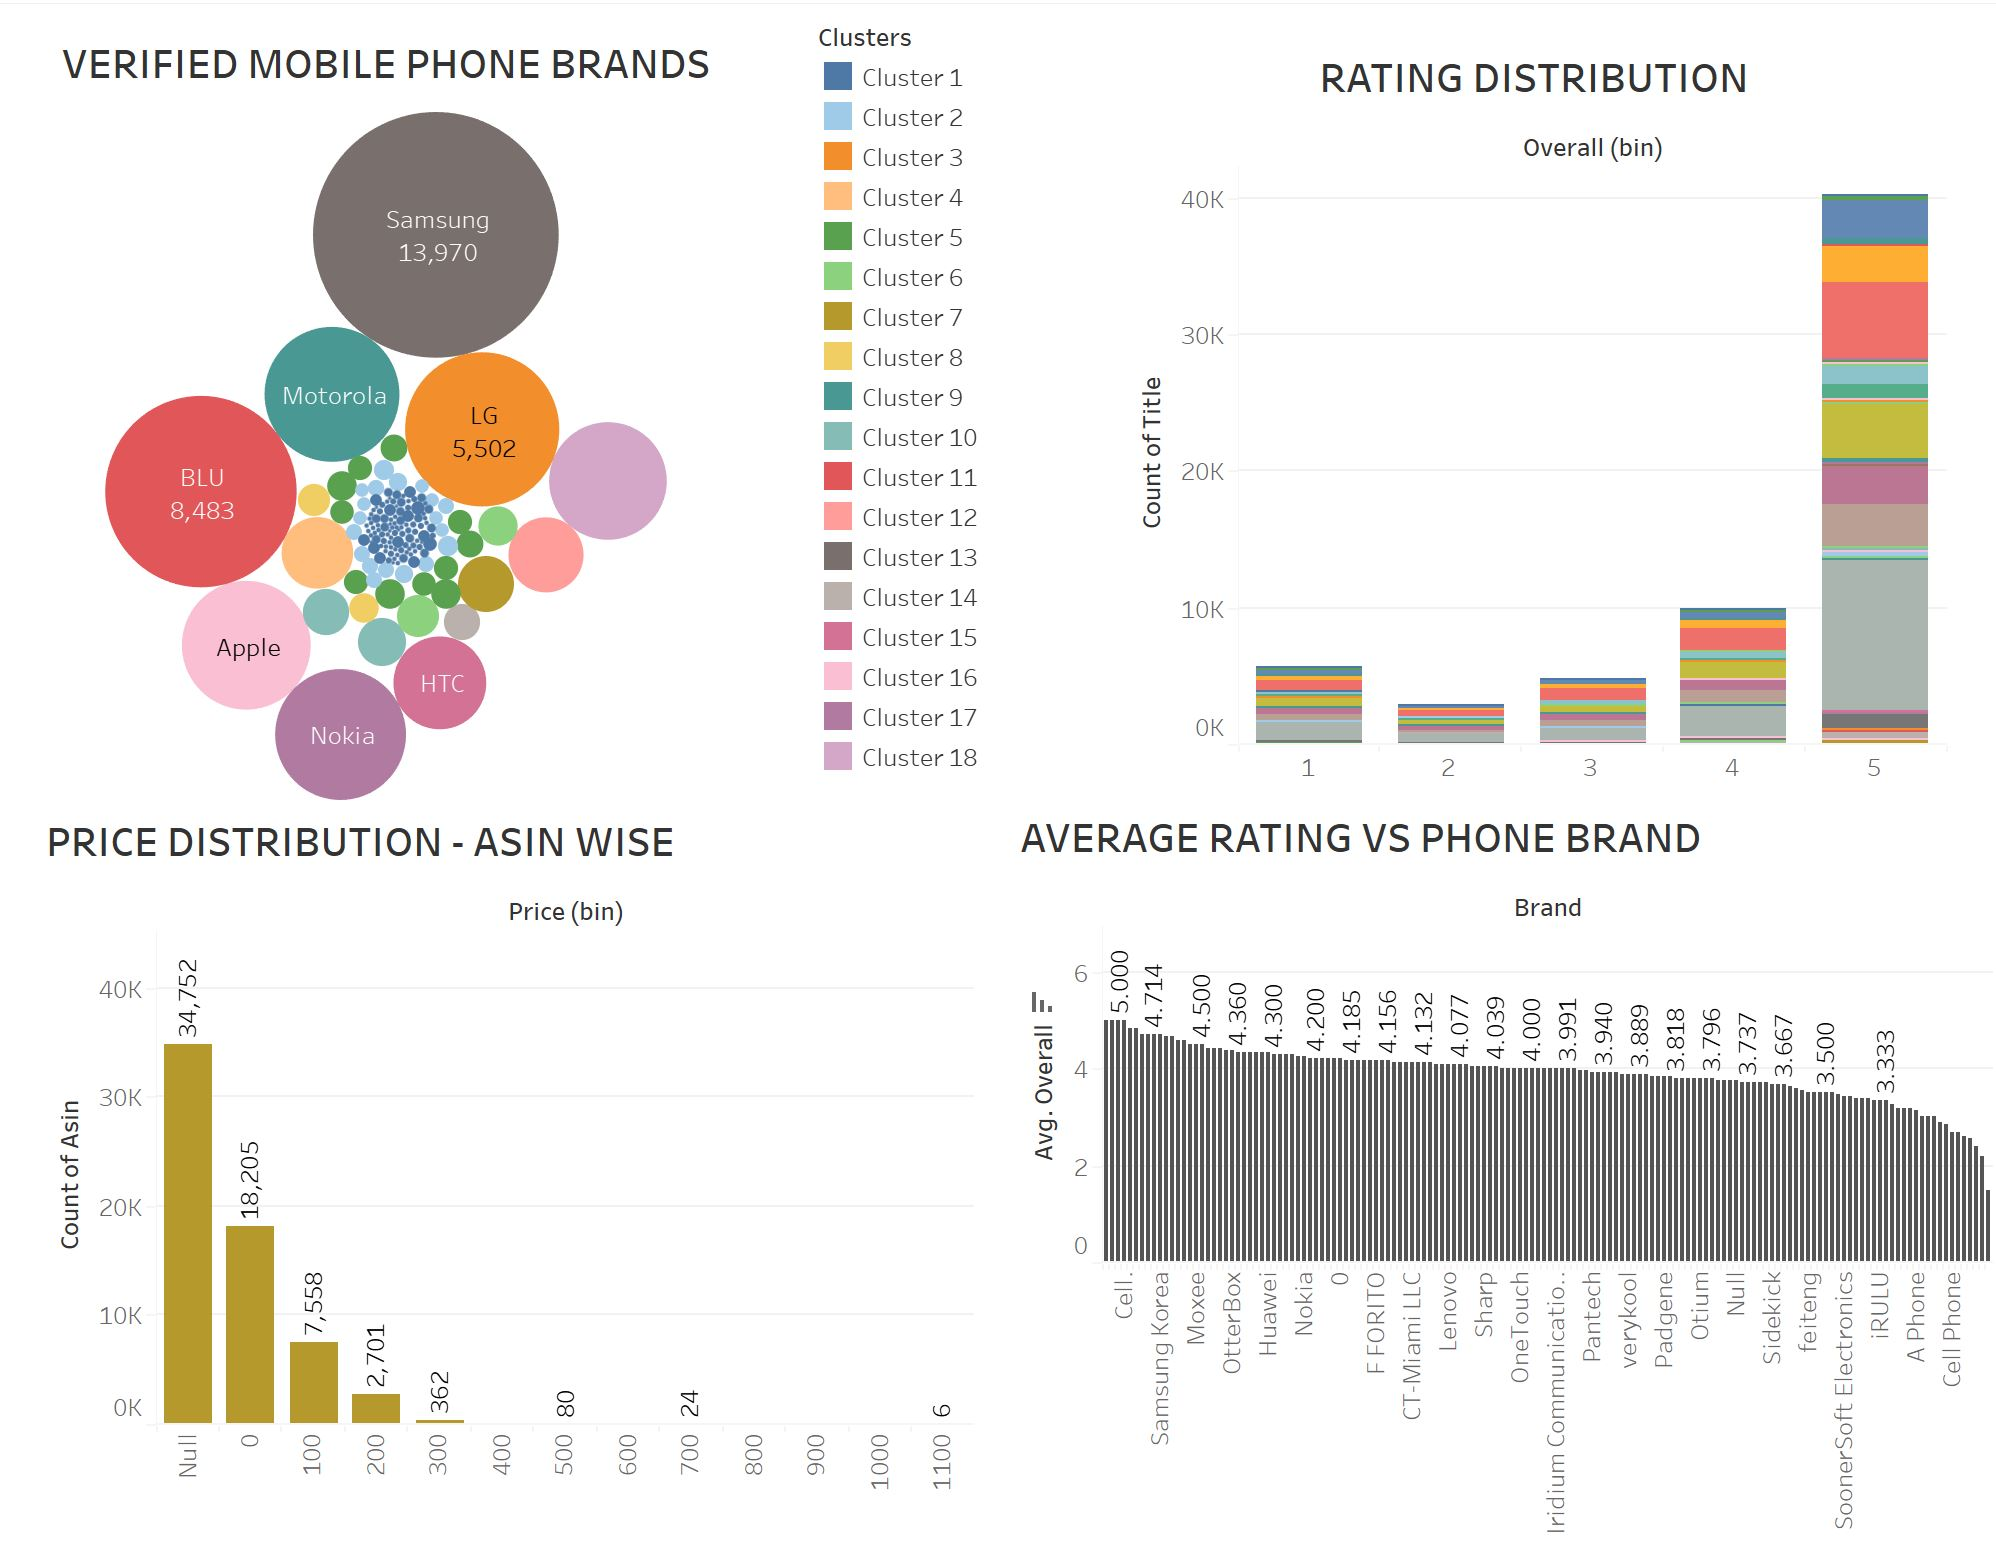 VERIFIED MOBILE PHONE BRANDS
Samsung
13,970
Motorola
LG
5,502
BLU
8,483
Apple
HTC
Nokia
Clusters
Cluster 1
Cluster 2
Cluster 3
Cluster 4
Cluster 5
Cluster 6
Cluster 7
Cluster 8
Cluster 9
Cluster 10
Cluster 11
Cluster 12
Cluster 13
Cluster 14
Cluster 15
Cluster 16
Cluster 17
Cluster 18
RATING DISTRIBUTION
Overall (bin)
Count of Title
40K
30K
20K
10K
0K
1 2 3 4 5
PRICE DISTRIBUTION - ASIN WISE
Price (bin)
Count of Asin
40K
30K
20K
10K
0K
34,752
18,205
7,558
2,701
362
80
24
6
Null
0
100
200
300
400
500
600
700
800
900
1000
1100
AVERAGE RATING VS PHONE BRAND
Brand
Avg. Overall
6
4
2
0
5.000
4.714
4.500
4.360
4.300
4.200
4.185
4.156
4.132
4.077
4.039
4.000
3.991
3.940
3.889
3.818
3.796
3.737
3.667
3.500
3.333
Cell.
Samsung Korea
Moxee
OtterBox
Huawei
Nokia
0
F FORITO
CT-Miami LLC
Lenovo
Sharp
OneTouch
Iridium Communicatio..
Pantech
verykool
Padgene
Otium
Null
Sidekick
feiteng
SoonerSoft Electronics
iRULU
A Phone
Cell Phone